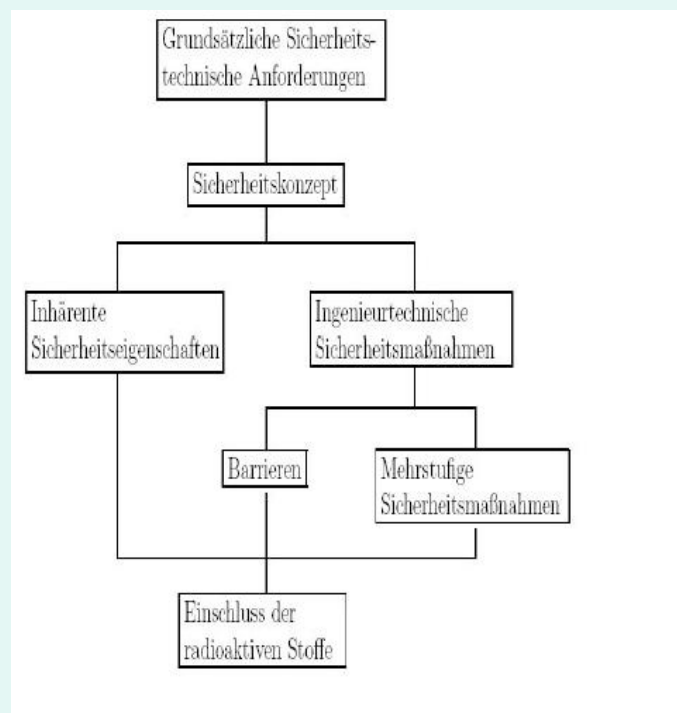 Grundsätzliche Sicherheits-
technische Anforderungen
Sicherheitskonzept
Inhärente
Sicherheitseigenschaften
Ingenieurtechnische
Sicherheitsmaßnahmen
Barrieren
Mehrstufige
Sicherheitsmaßnahmen
Einschluss der
radioaktiven Stoffe